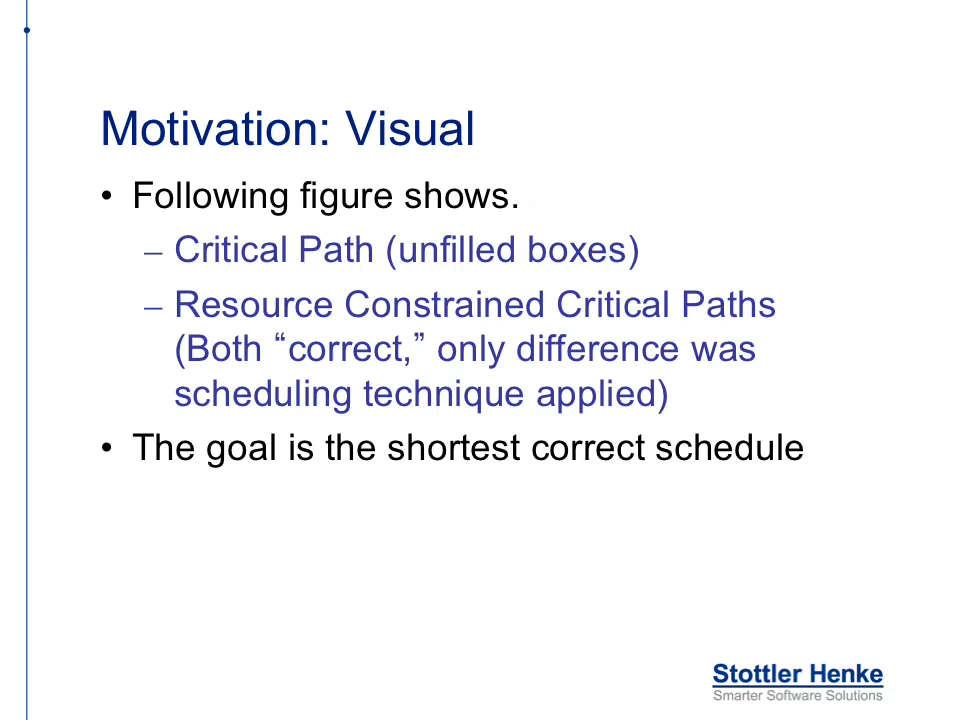 Motivation: Visual
• Following figure shows.
– Critical Path (unfilled boxes)
– Resource Constrained Critical Paths
(Both “correct,” only difference was
scheduling technique applied)
• The goal is the shortest correct schedule
Stottler Henke
Smarter Software Solutions